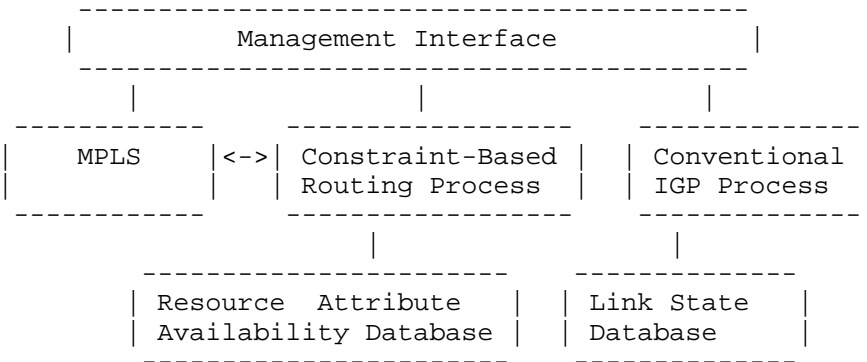 Management Interface
MPLS <-> Constraint-Based Conventional
Routing Process IGP Process
Resource Attribute Link State
Availability Database Database